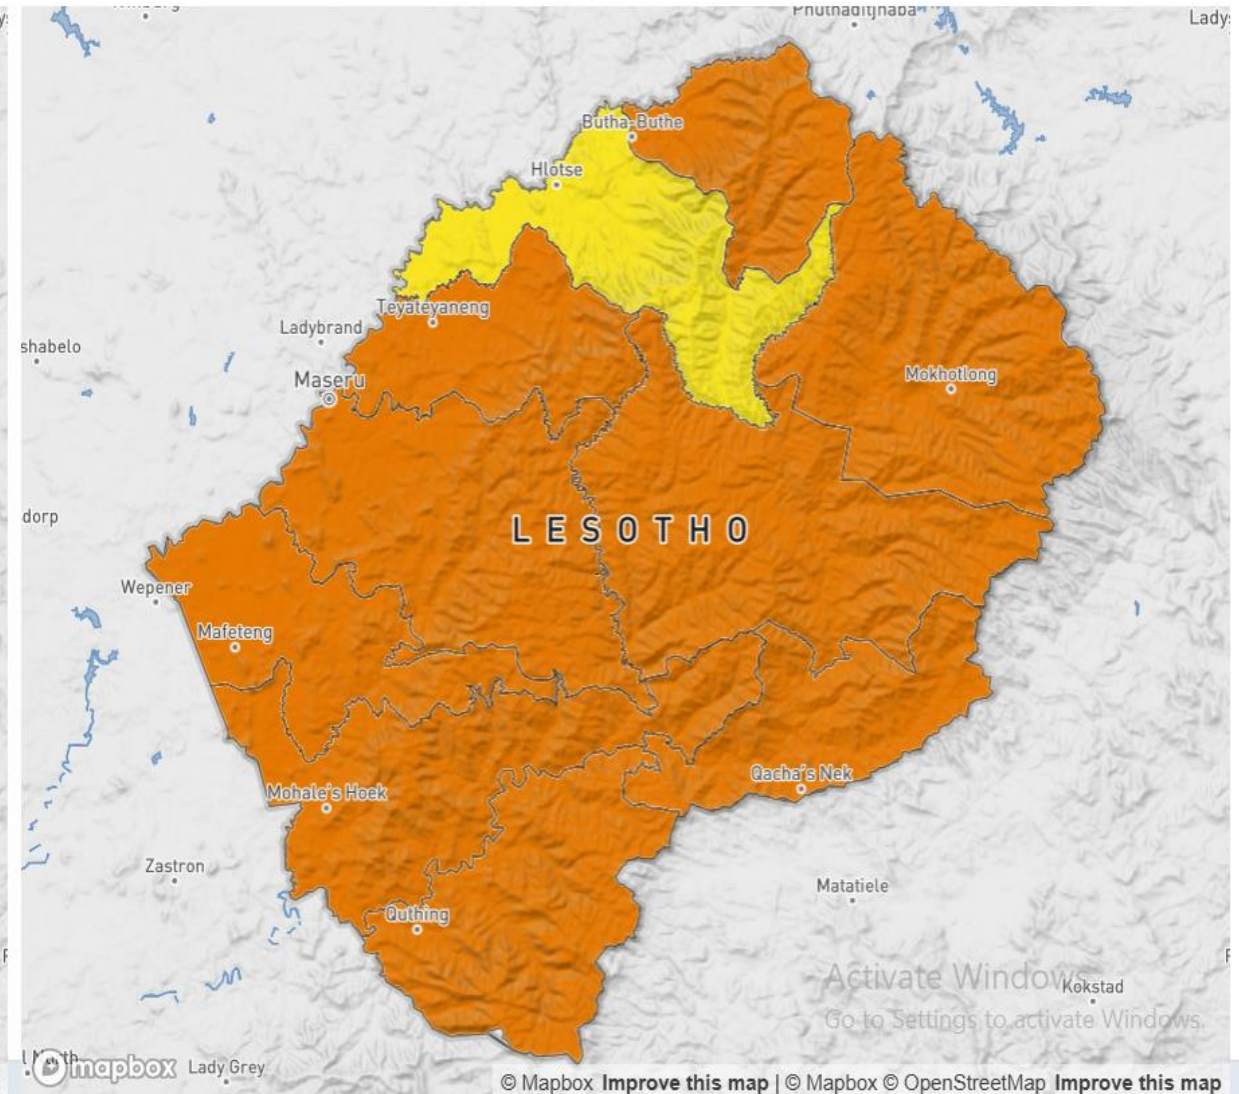 Phuthaditjhaba
Lady
Butha-Buthe
Hlotse
Teyateyaneng
Ladybrand
shabelo
Maseru
Mokhotlong
dorp
LESOTHO
Wepener
Mafeteng
Qacha's Nek
Mohale's Hoek
Zastron
Matatiele
Quthing
Activate Windows
Kokstad
Go to Settings to activate Windows.
mapbox
Lady Grey
© Mapbox Improve this map | © Mapbox © OpenStreetMap Improve this map